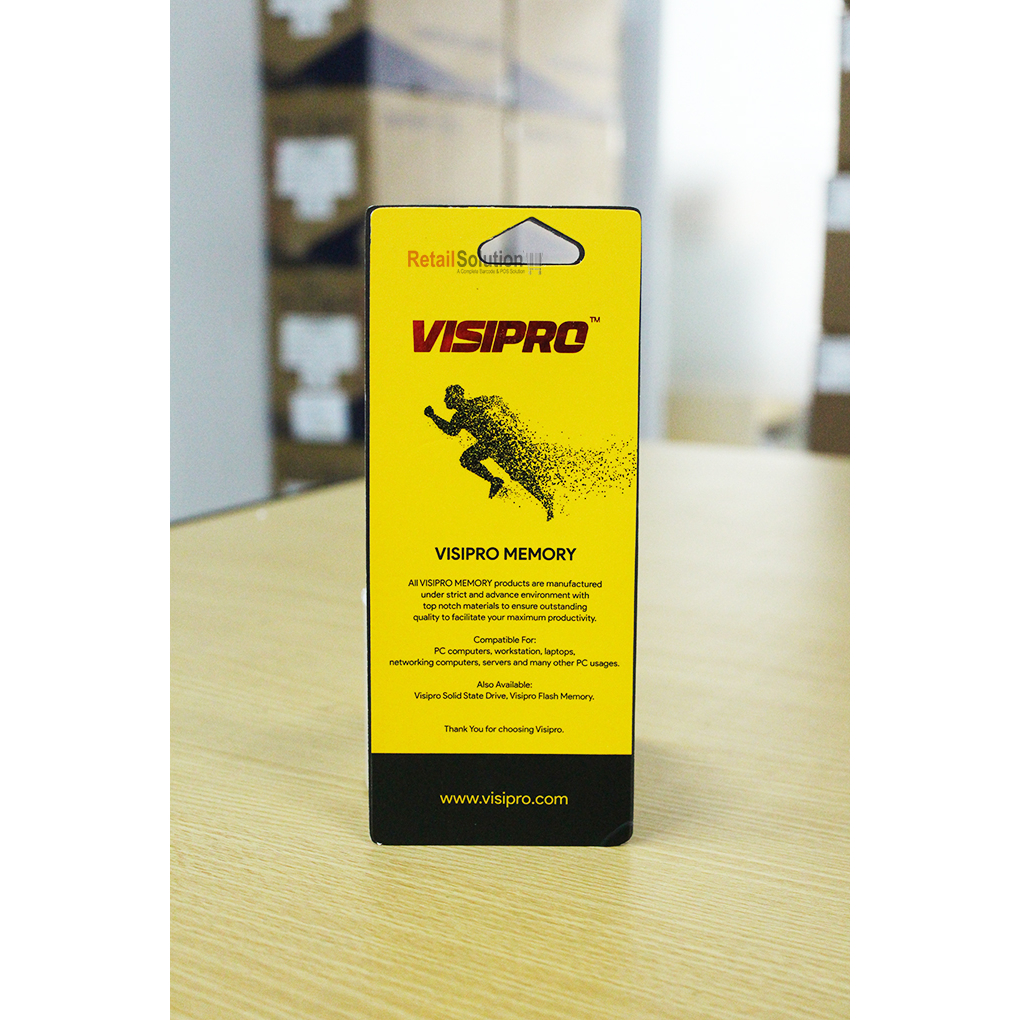 RetailSolution
A Complete Barcode & POS Solution
VISIPRO™
VISIPRO MEMORY
All VISIPRO MEMORY products are manufactured
under strict and advance environment with
top notch materials to ensure outstanding
quality to facilitate your maximum productivity.
Compatible For:
PC computers, workstation, laptops,
networking computers, servers and many other PC usages.
Also Available:
Visipro Solid State Drive, Visipro Flash Memory.
Thank You for choosing Visipro.
www.visipro.com